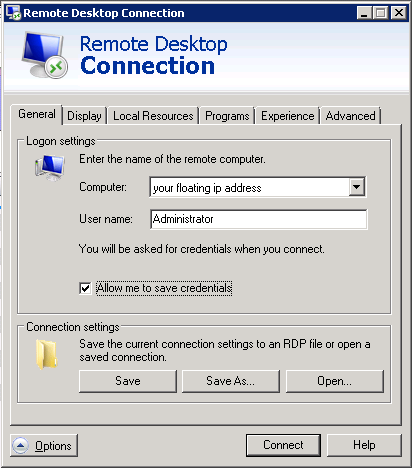 Remote Desktop Connection
Remote Desktop
Connection
General Display Local Resources Programs Experience Advanced
Logon settings
Enter the name of the remote computer.
Computer: your floating ip address
User name: Administrator
You will be asked for credentials when you connect.
Allow me to save credentials
Connection settings
Save the current connection settings to an RDP file or open a
saved connection.
Save Save As... Open...
Options Connect Help